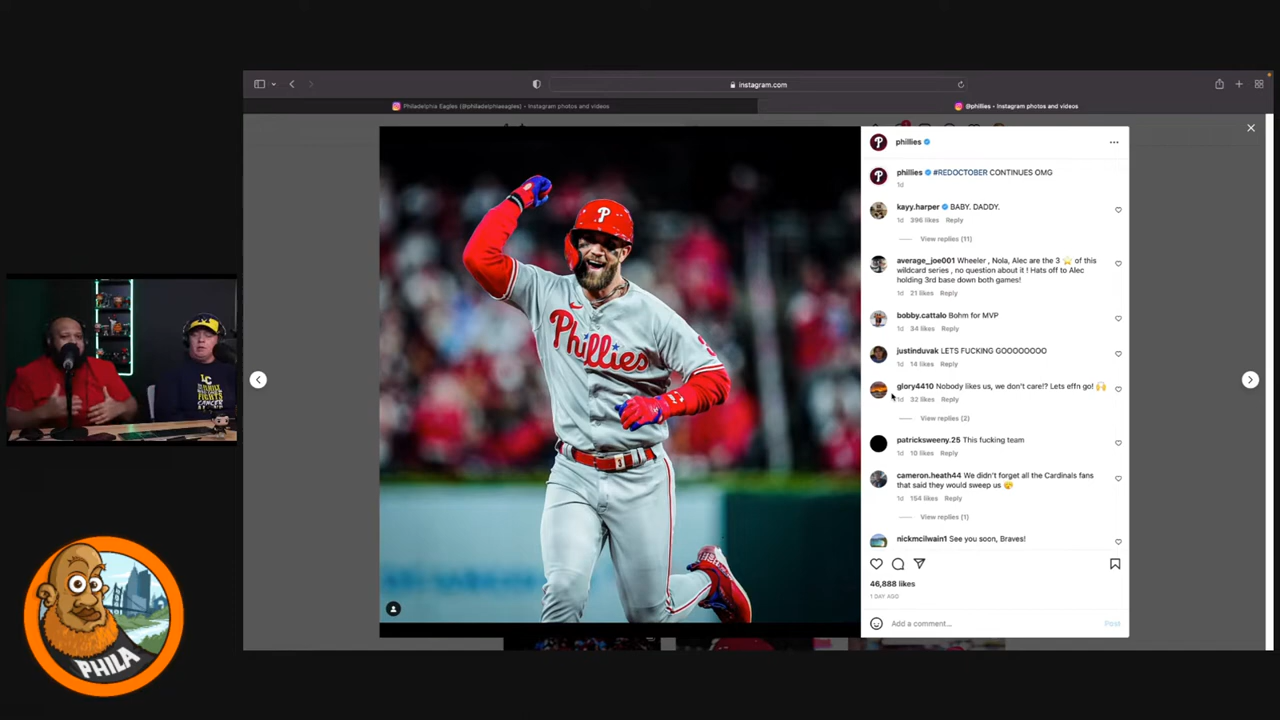 instagram.com
Philadelphia Eagles (@philadelphiaeagles) • Instagram photos and videos
@phillies • Instagram photos and videos
phillies
phillies #REDOCTOBER CONTINUES OMG
1d
kayy.harper BABY. DADDY.
1d 396 likes Reply
View replies (11)
average_joe001 Wheeler , Nola, Alec are the 3 ⭐ of this
wildcard series , no question about it ! Hats off to Alec
holding 3rd base down both games!
1d 21 likes Reply
bobby.cattalo Bohm for MVP
1d 34 likes Reply
justinduvak LETS FUCKING GOOOOOOOO
1d 14 likes Reply
glory4410 Nobody likes us, we don't care!? Lets effn go! 🙌
1d 32 likes Reply
View replies (2)
patricksweeny.25 This fucking team
1d 10 likes Reply
cameron.heath44 We didn't forget all the Cardinals fans
that said they would sweep us
1d 154 likes Reply
View replies (1)
nickmcilwain1 See you soon, Braves!
46,888 likes
1 DAY AGO
Add a comment...
Post
P
Phillies
PHILA